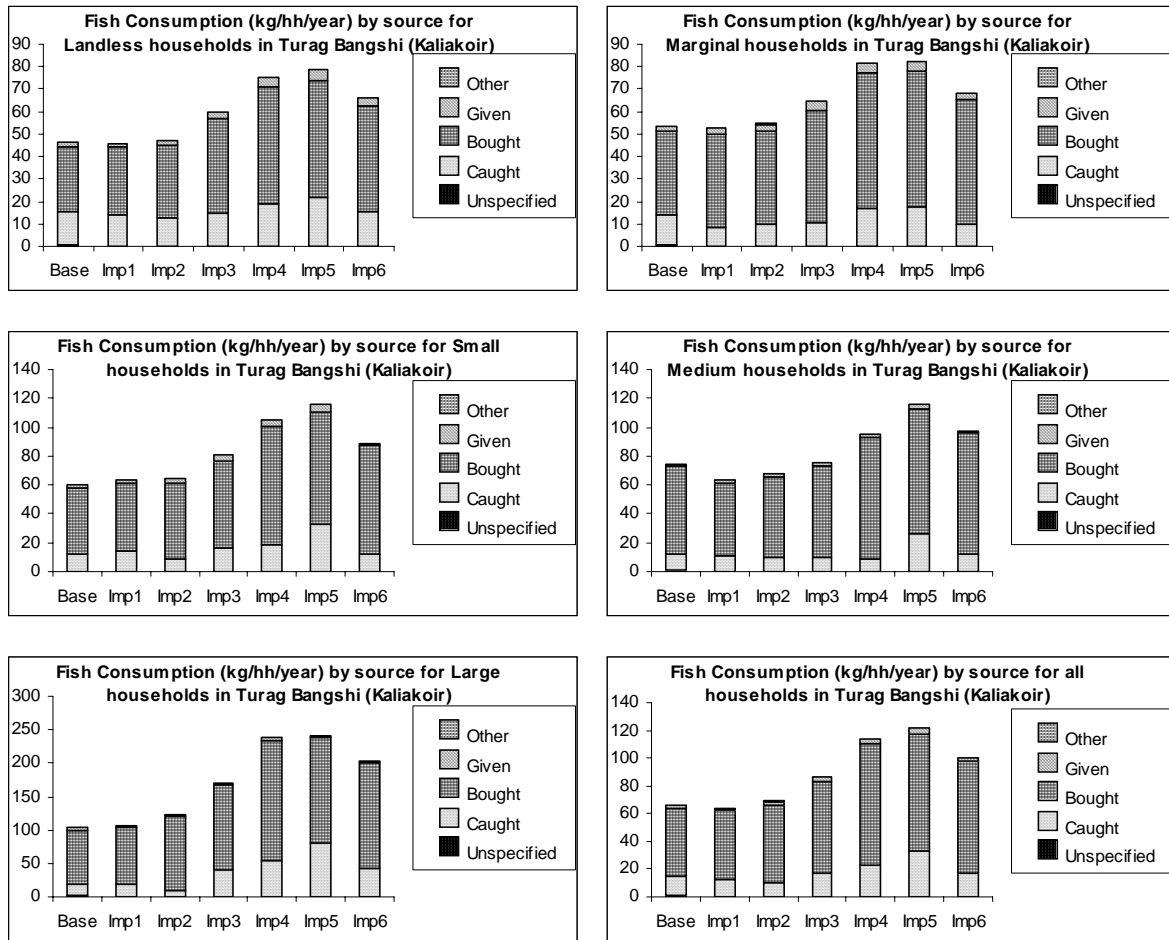 Fish Consumption (kg/hh/year) by source for
Landless households in Turag Bangshi (Kaliakoir)
90
80
70
60
50
40
30
20
10
0
Base Imp1 Imp2 Imp3 Imp4 Imp5 Imp6
Other
Given
Bought
Caught
Unspecified
Fish Consumption (kg/hh/year) by source for
Marginal households in Turag Bangshi (Kaliakoir)
90
80
70
60
50
40
30
20
10
0
Base Imp1 Imp2 Imp3 Imp4 Imp5 Imp6
Other
Given
Bought
Caught
Unspecified
Fish Consumption (kg/hh/year) by source for Small
households in Turag Bangshi (Kaliakoir)
140
120
100
80
60
40
20
0
Base Imp1 Imp2 Imp3 Imp4 Imp5 Imp6
Other
Given
Bought
Caught
Unspecified
Fish Consumption (kg/hh/year) by source for
Medium households in Turag Bangshi (Kaliakoir)
140
120
100
80
60
40
20
0
Base Imp1 Imp2 Imp3 Imp4 Imp5 Imp6
Other
Given
Bought
Caught
Unspecified
Fish Consumption (kg/hh/year) by source for Large
households in Turag Bangshi (Kaliakoir)
300
250
200
150
100
50
0
Base Imp1 Imp2 Imp3 Imp4 Imp5 Imp6
Other
Given
Bought
Caught
Unspecified
Fish Consumption (kg/hh/year) by source for all
households in Turag Bangshi (Kaliakoir)
140
120
100
80
60
40
20
0
Base Imp1 Imp2 Imp3 Imp4 Imp5 Imp6
Other
Given
Bought
Caught
Unspecified